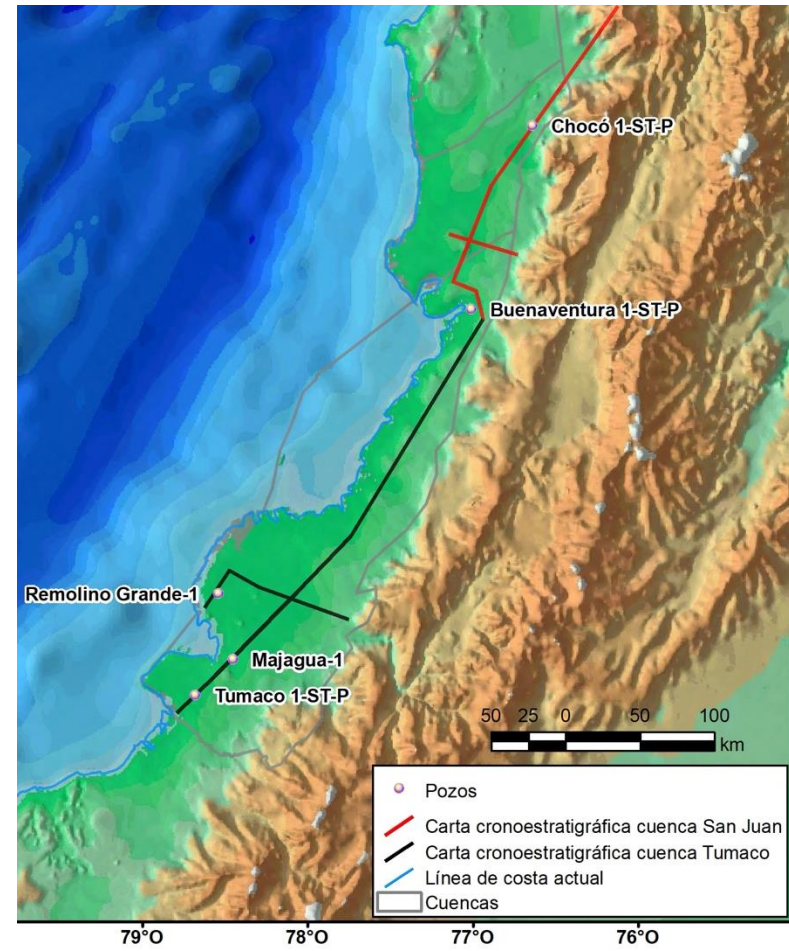 Chocó 1-ST-P
Buenaventura 1-ST-P
Remolino Grande-1
Majagua-1
Tumaco 1-ST-P
50 25 0 50 100
km
Pozos
Carta cronoestratigráfica cuenca San Juan
Carta cronoestratigráfica cuenca Tumaco
Línea de costa actual
Cuencas
79°O 78°O 77°O 76°O